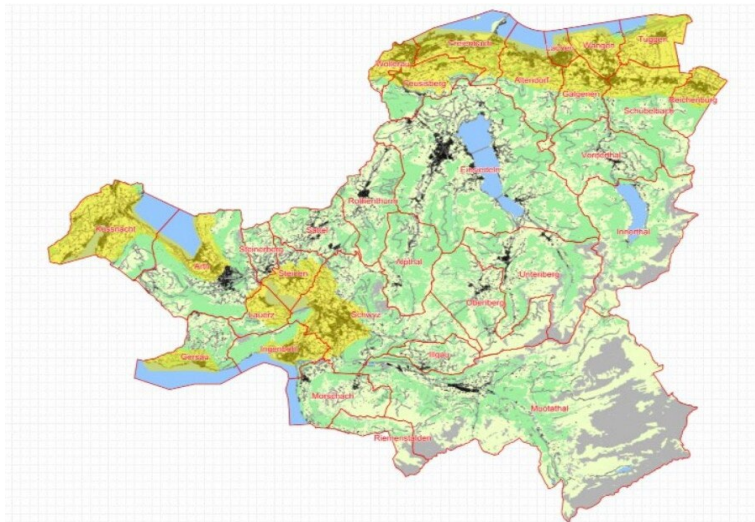 Tuggen
Wangen
Lachen
Freienbach
Wollerau
Feusisberg
Altendorf
Galgenen
Reichenburg
Schübelbach
Vorderthal
Einsiedeln
Innerthal
Rothenthurm
Küssnacht
Sattel
Steinerberg
Arth
Alpthal
Unteriberg
Steinen
Oberiberg
Lauerz
Schwyz
Ingenbohl
Illgau
Gersau
Morschach
Muotathal
Riemenstalden